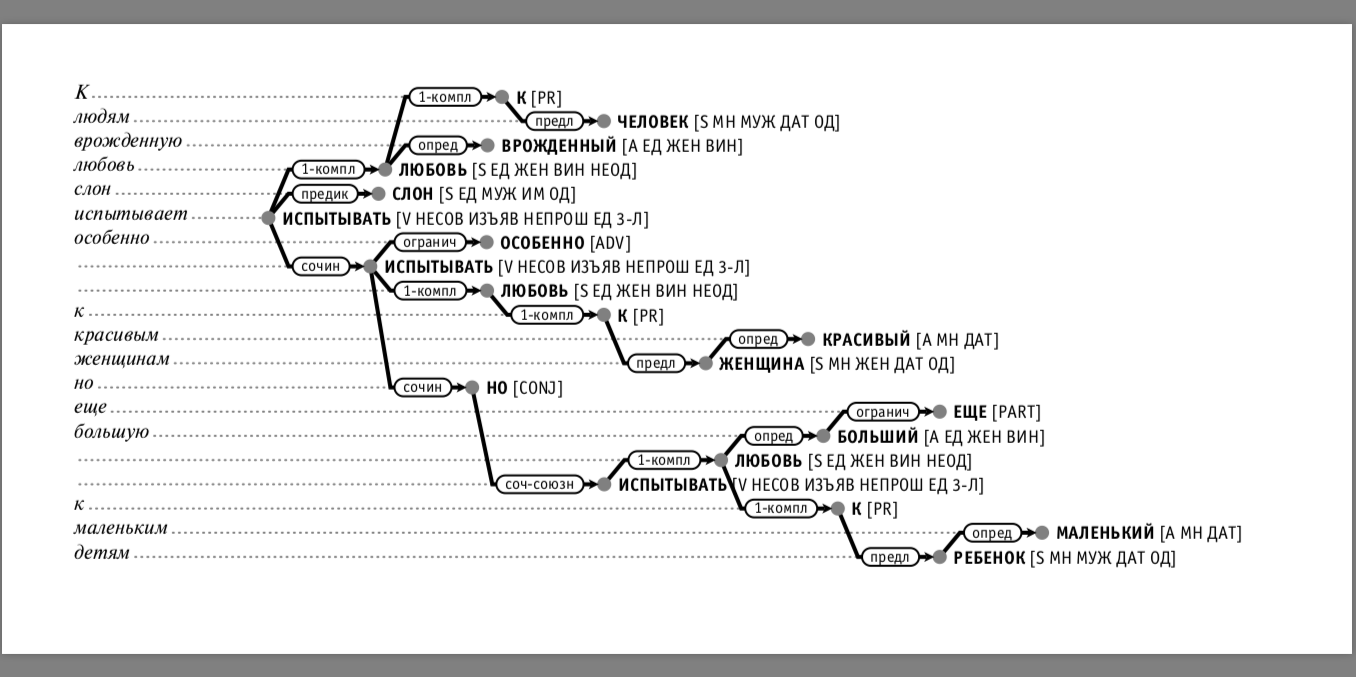 К 1-компл К [PR]
людям предл ЧЕЛОВЕК [S МН МУЖ ДАТ ОД]
врожденную опред ВРОЖДЕННЫЙ [A ЕД ЖЕН ВИН]
любовь 1-компл ЛЮБОВЬ [S ЕД ЖЕН ВИН НЕОД]
слон предик СЛОН [S ЕД МУЖ ИМ ОД]
испытывает ИСПЫТЫВАТЬ [V НЕСОВ ИЗЪЯВ НЕПРОШ ЕД 3-Л]
особенно огранич ОСОБЕННО [ADV]
сочин ИСПЫТЫВАТЬ [V НЕСОВ ИЗЪЯВ НЕПРОШ ЕД 3-Л]
1-компл ЛЮБОВЬ [S ЕД ЖЕН ВИН НЕОД]
к 1-компл К [PR]
красивым опред КРАСИВЫЙ [A МН ДАТ]
женщинам предл ЖЕНЩИНА [S МН ЖЕН ДАТ ОД]
но сочин НО [CONJ]
еще огранич ЕЩЕ [PART]
большую опред БОЛЬШИЙ [A ЕД ЖЕН ВИН]
1-компл ЛЮБОВЬ [S ЕД ЖЕН ВИН НЕОД]
соч-союзн ИСПЫТЫВАТЬ [V НЕСОВ ИЗЪЯВ НЕПРОШ ЕД 3-Л]
к 1-компл К [PR]
маленьким опред МАЛЕНЬКИЙ [A МН ДАТ]
детям предл РЕБЕНОК [S МН МУЖ ДАТ ОД]